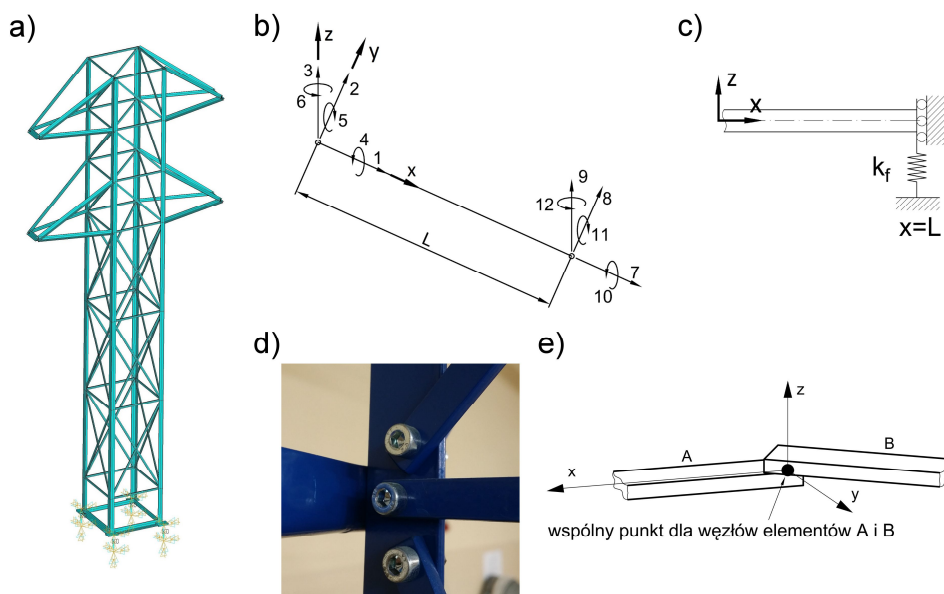 a)
b)
c)
z
y
3
2
6
5
4
1
x
9
8
12
11
L
7
10
z
x
k_f
x=L
d)
e)
z
A
B
x
y
wspólny punkt dla węzłów elementów A i B